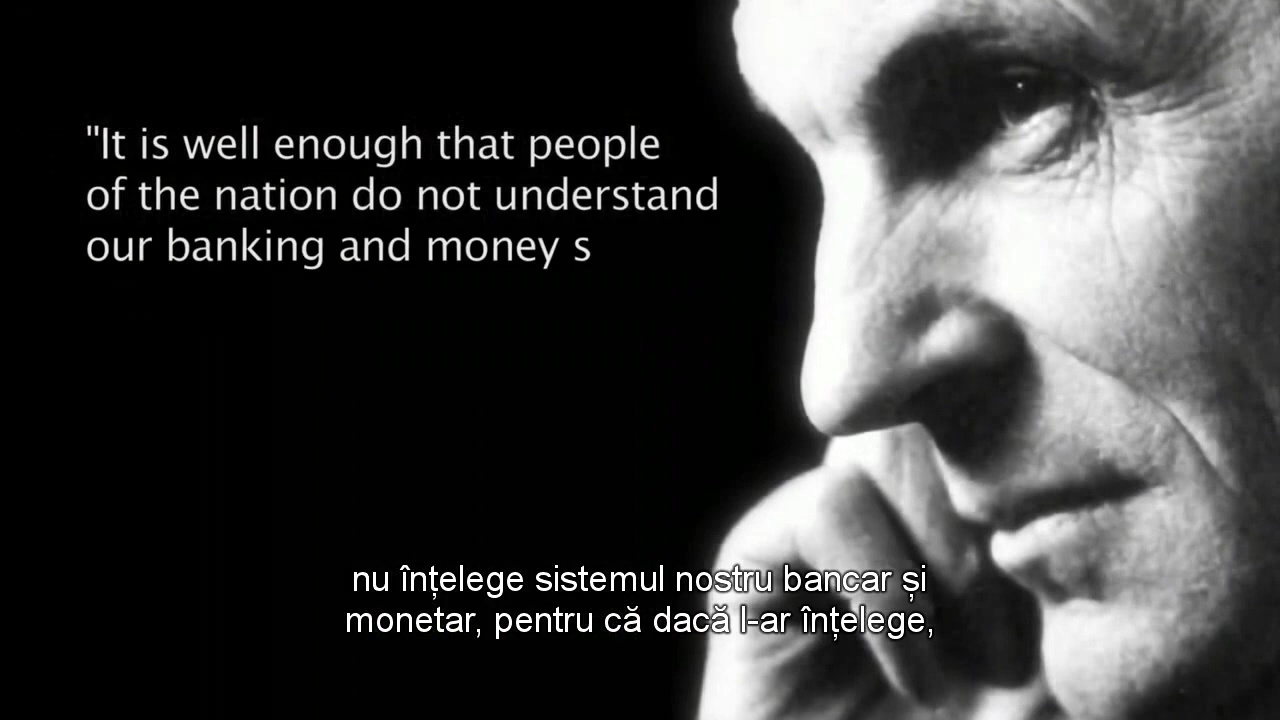 "It is well enough that people
of the nation do not understand
our banking and money s
nu înțelege sistemul nostru bancar și
monetar, pentru că dacă l-ar înțelege,